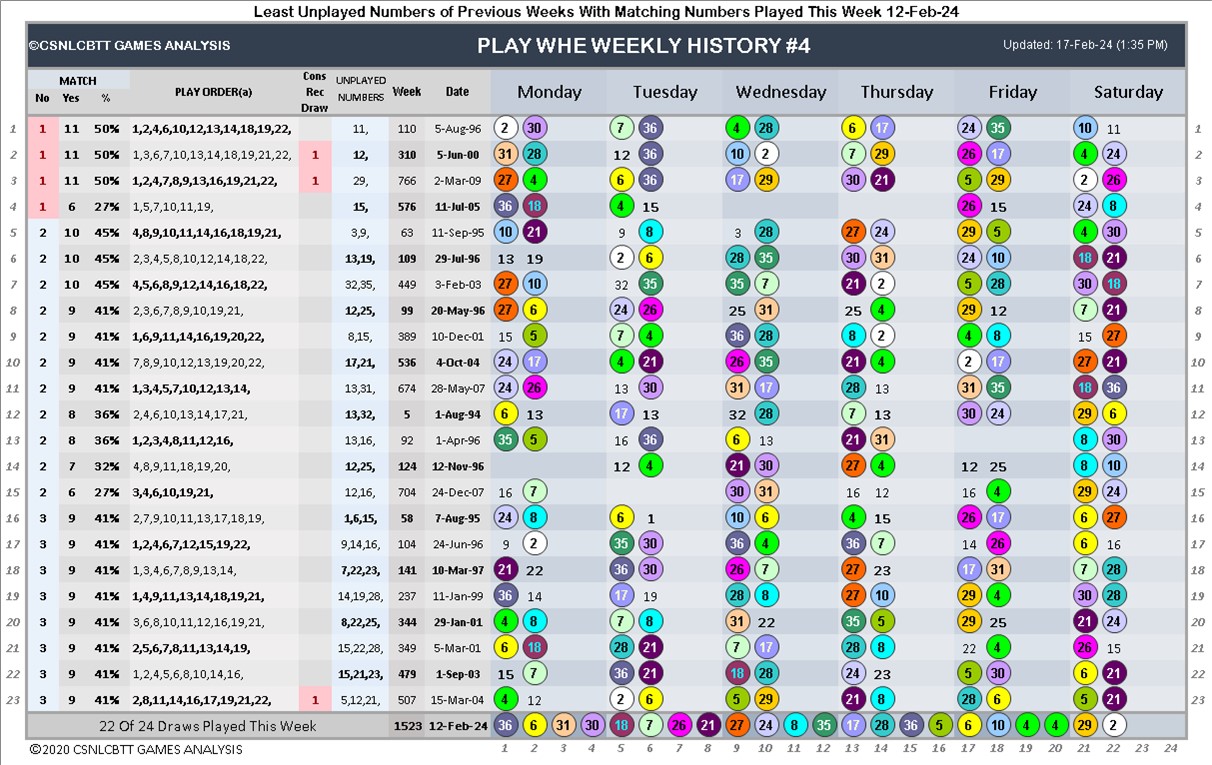 Least Unplayed Numbers of Previous Weeks With Matching Numbers Played This Week 12-Feb-24
©CSNLCBTT GAMES ANALYSIS PLAY WHE WEEKLY HISTORY #4 Updated: 17-Feb-24 (1:35 PM)
MATCH No Yes % PLAY ORDER(a) Cons Rec Draw UNPLAYED NUMBERS Week Date Monday Tuesday Wednesday Thursday Friday Saturday
1 1 11 50% 1,2,4,6,10,12,13,14,18,19,22, 11, 110 5-Aug-96 2 30 7 36 4 28 6 17 24 35 10 11 1
2 1 11 50% 1,3,6,7,10,13,14,18,19,21,22, 1 12, 310 5-Jun-00 31 28 12 36 10 2 7 29 26 17 4 24 2
3 1 11 50% 1,2,4,7,8,9,13,16,19,21,22, 1 29, 766 2-Mar-09 27 4 6 36 17 29 30 21 5 29 2 26 3
4 1 6 27% 1,5,7,10,11,19, 15, 576 11-Jul-05 36 18 4 15 26 15 24 8 4
5 2 10 45% 4,8,9,10,11,14,16,18,19,21, 3,9, 63 11-Sep-95 10 21 9 8 3 28 27 24 29 5 4 30 5
6 2 10 45% 2,3,4,5,8,10,12,14,18,22, 13,19, 109 29-Jul-96 13 19 2 6 28 35 30 31 24 10 18 21 6
7 2 10 45% 4,5,6,8,9,12,14,16,18,22, 32,35, 449 3-Feb-03 27 10 32 35 35 7 21 2 5 28 30 18 7
8 2 9 41% 2,3,6,7,8,9,10,19,21, 12,25, 99 20-May-96 27 6 24 26 25 31 25 4 29 12 7 21 8
9 2 9 41% 1,6,9,11,14,16,19,20,22, 8,15, 389 10-Dec-01 15 5 7 4 36 28 8 2 4 8 15 27 9
10 2 9 41% 7,8,9,10,12,13,19,20,22, 17,21, 536 4-Oct-04 24 17 4 21 26 35 21 4 2 17 27 21 10
11 2 9 41% 1,3,4,5,7,10,12,13,14, 13,31, 674 28-May-07 24 26 13 30 31 17 28 13 31 35 18 36 11
12 2 8 36% 2,4,6,10,13,14,17,21, 13,32, 5 1-Aug-94 6 13 17 13 32 28 7 13 30 24 29 6 12
13 2 8 36% 1,2,3,4,8,11,12,16, 13,16, 92 1-Apr-96 35 5 16 36 6 13 21 31 8 30 13
14 2 7 32% 4,8,9,11,18,19,20, 12,25, 124 12-Nov-96 12 4 21 30 27 4 12 25 8 10 14
15 2 6 27% 3,4,6,10,19,21, 12,16, 704 24-Dec-07 16 7 30 31 16 12 16 4 29 24 15
16 3 9 41% 2,7,9,10,11,13,17,18,19, 1,6,15, 58 7-Aug-95 24 8 6 1 10 6 4 15 26 17 6 27 16
17 3 9 41% 1,2,4,6,7,12,15,19,22, 9,14,16, 104 24-Jun-96 9 2 35 30 36 4 36 7 14 26 6 16 17
18 3 9 41% 1,3,4,6,7,8,9,13,14, 7,22,23, 141 10-Mar-97 21 22 36 30 26 7 27 23 17 31 7 28 18
19 3 9 41% 1,4,9,11,13,14,18,19,21, 14,19,28, 237 11-Jan-99 36 14 17 19 28 8 27 10 29 4 30 28 19
20 3 9 41% 3,6,8,10,11,12,16,19,21, 8,22,25, 344 29-Jan-01 4 8 7 8 31 22 35 5 29 25 21 24 20
21 3 9 41% 2,5,6,7,8,11,13,14,19, 15,22,28, 349 5-Mar-01 6 18 28 21 7 17 28 8 22 4 26 15 21
22 3 9 41% 1,2,4,5,6,8,10,14,16, 15,21,23, 479 1-Sep-03 15 7 36 21 18 28 24 23 5 30 6 21 22
23 3 9 41% 2,8,11,14,16,17,19,21,22, 1 5,12,21, 507 15-Mar-04 4 12 2 6 5 29 21 8 28 6 5 21 23
22 Of 24 Draws Played This Week 1523 12-Feb-24 36 6 31 30 18 7 26 21 27 24 8 35 17 28 36 5 6 10 4 4 29 2
©2020 CSNLCBTT GAMES ANALYSIS 1 2 3 4 5 6 7 8 9 10 11 12 13 14 15 16 17 18 19 20 21 22 23 24